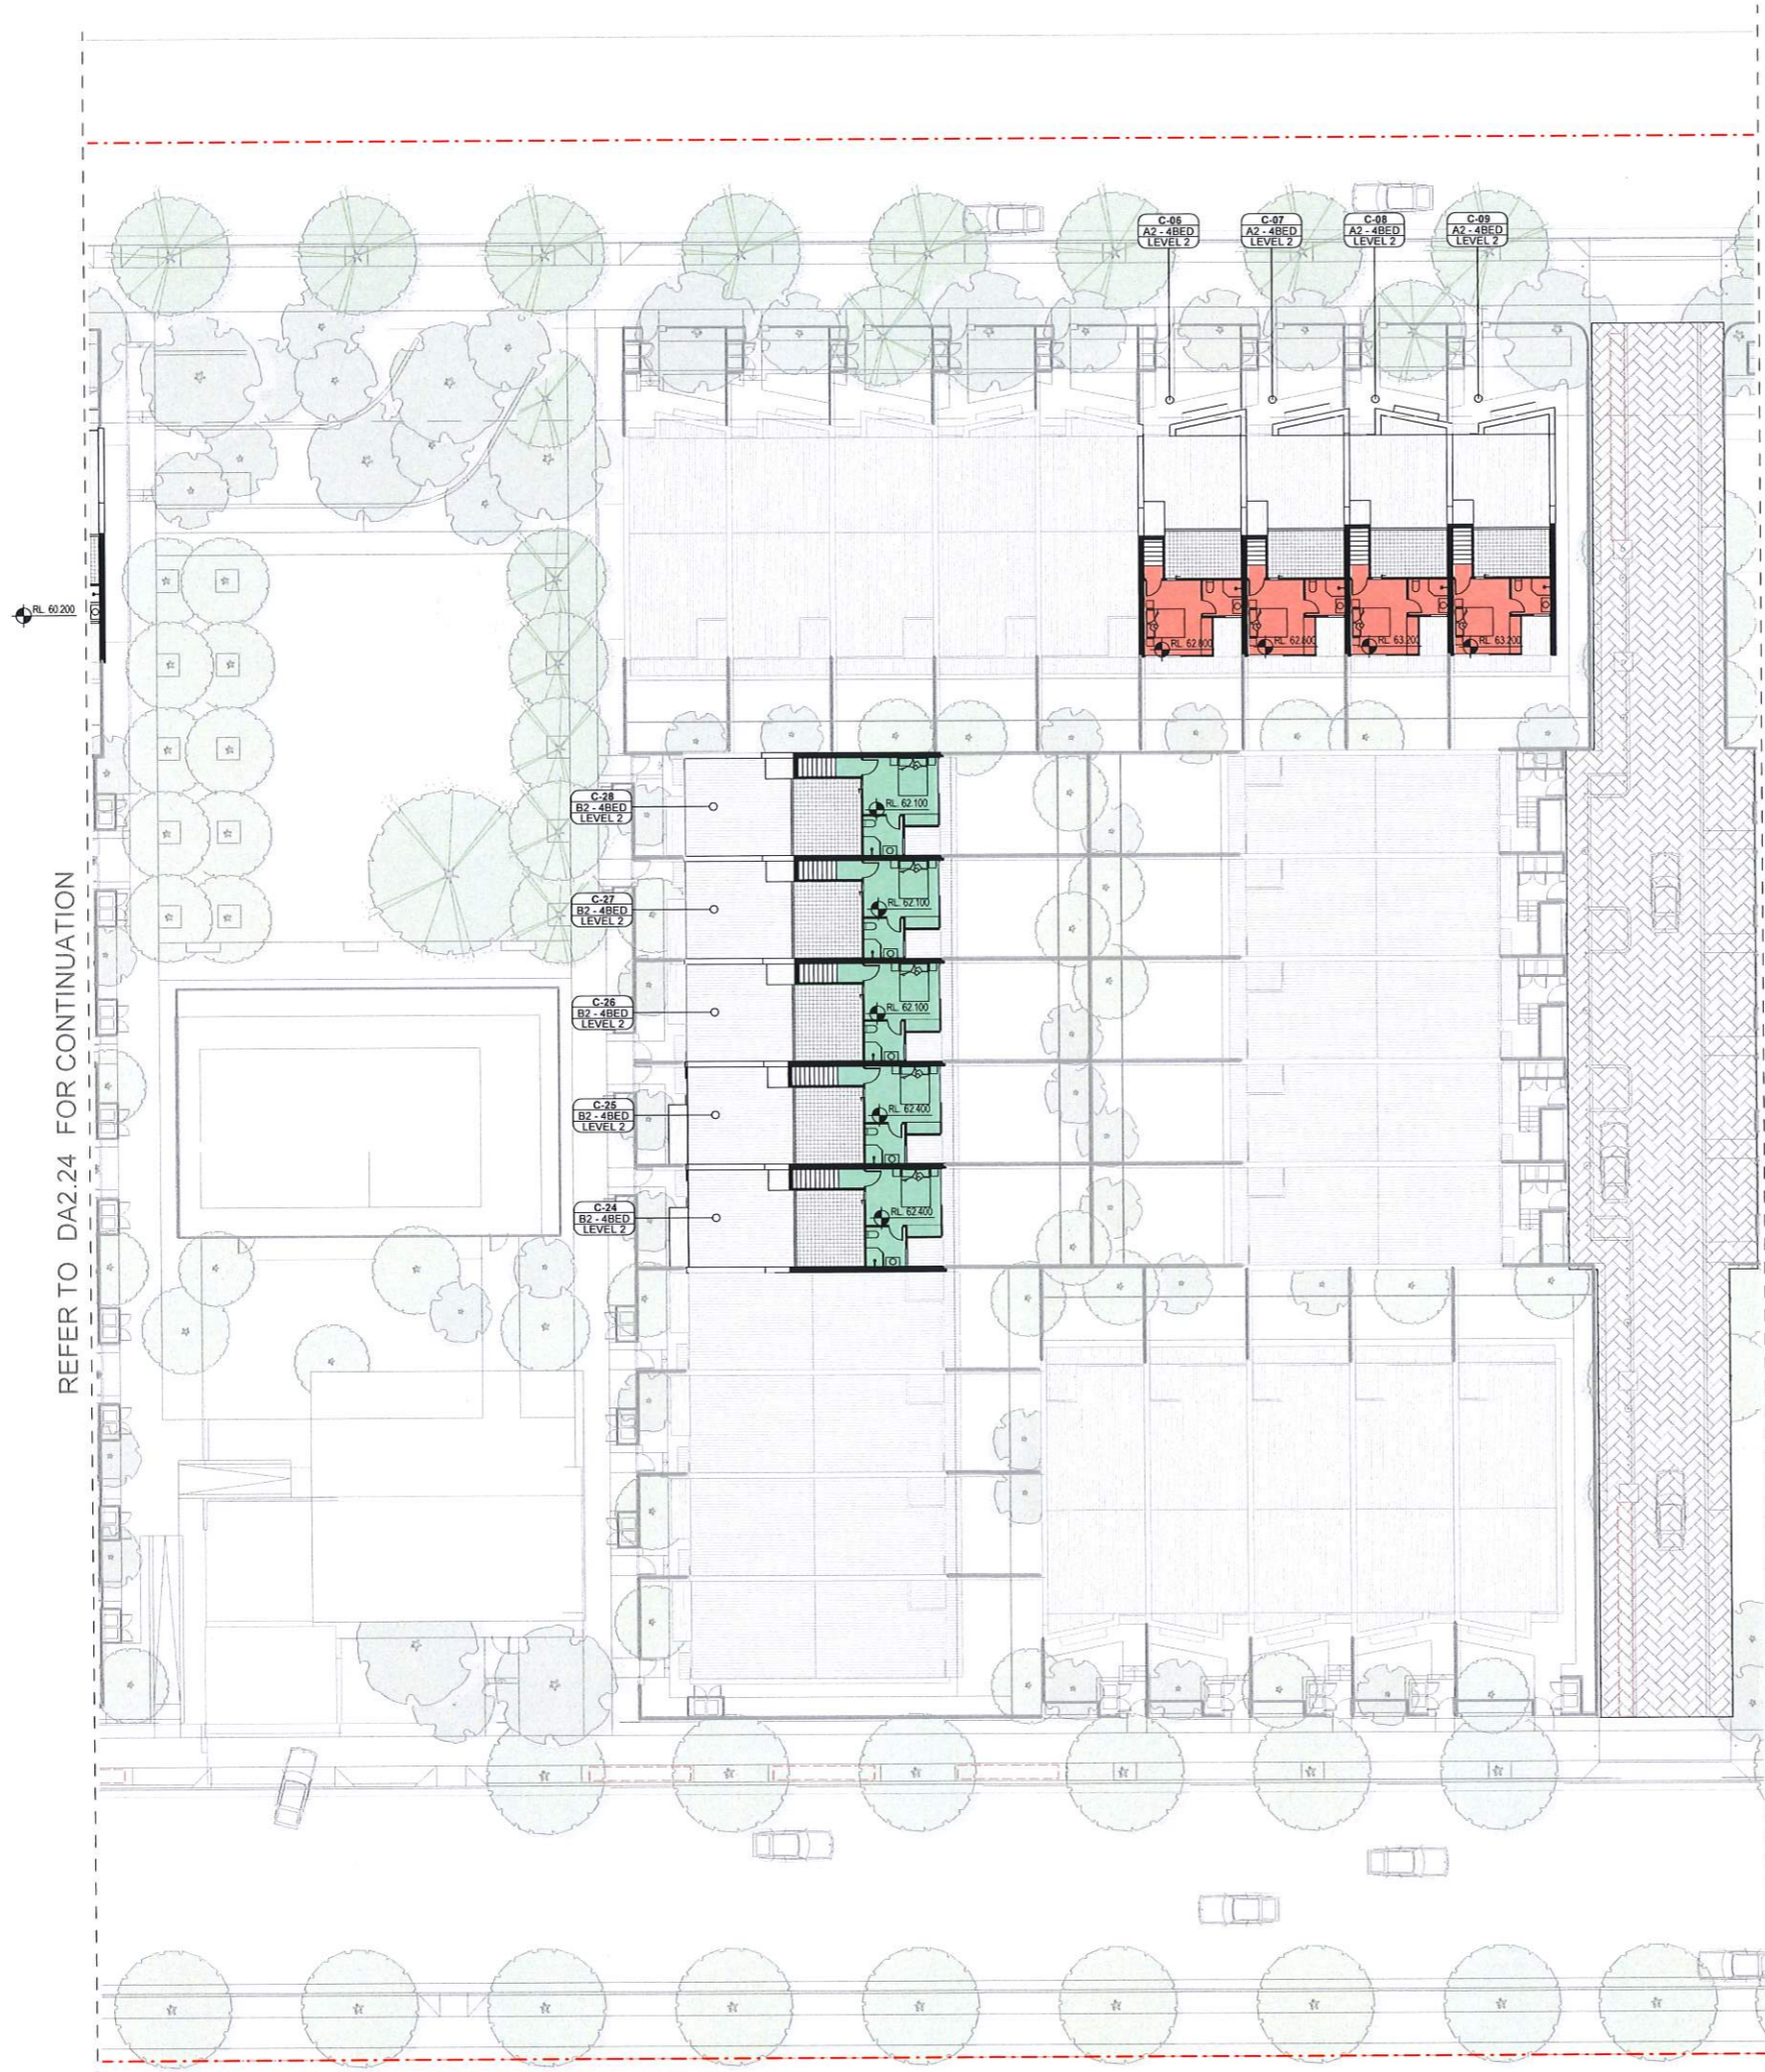 C-06
A2 - 4BED
LEVEL 2
C-07
A2 - 4BED
LEVEL 2
C-08
A2 - 4BED
LEVEL 2
C-09
A2 - 4BED
LEVEL 2
RL. 60.200
RL. 62.800
RL. 62.800
RL. 63.200
RL. 63.200
C-28
B2 - 4BED
LEVEL 2
RL. 62.100
C-27
B2 - 4BED
LEVEL 2
RL. 62.100
C-26
B2 - 4BED
LEVEL 2
RL. 62.100
C-25
B2 - 4BED
LEVEL 2
RL. 62.400
C-24
B2 - 4BED
LEVEL 2
RL. 62.400
REFER TO DA2.24 FOR CONTINUATION